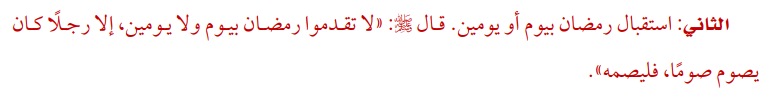 الثاني: استقبال رمضان بيوم أو يومين. قال ﷺ: «لا تقدموا رمضان بيوم ولا يومين، إلا رجلًا كان
يصوم صومًا، فليصمه».